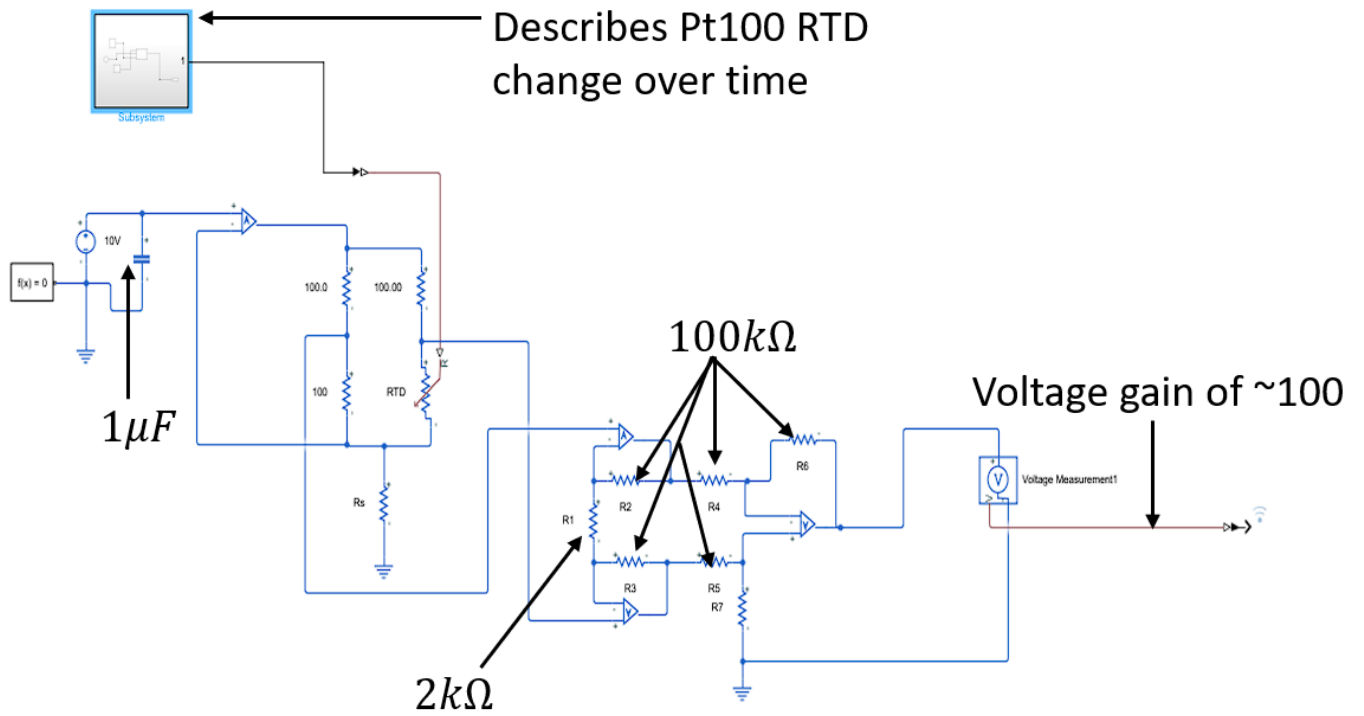 Describes Pt100 RTD
change over time
1
Subsystem
10V
f(x) = 0
1μF
100.0
100.00
100
RTD
R
Rs
100kΩ
Voltage gain of ~100
A
A
R6
R2
R4
R1
V
R3
R5
R7
V
V
Voltage Measurement1
V
2kΩ